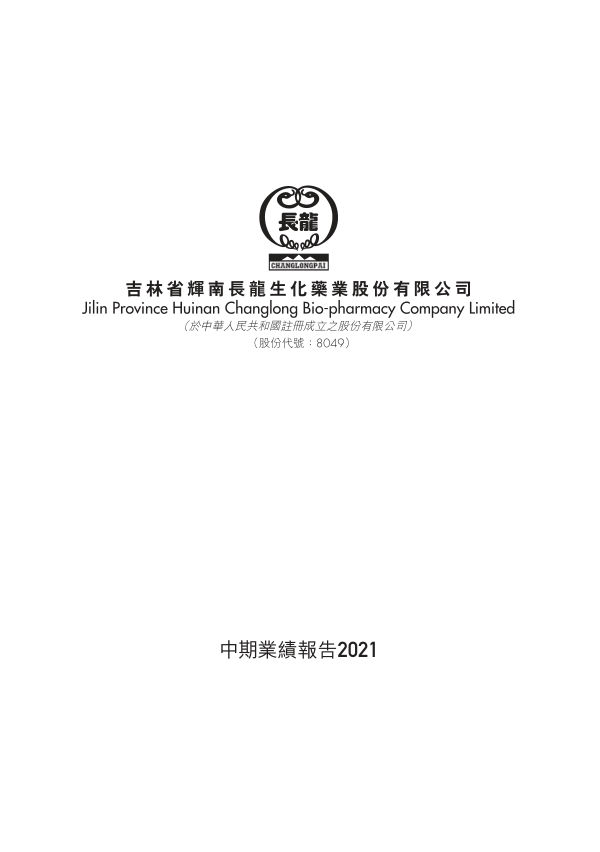 長龍
CHANGLONGPAI
吉林省輝南長龍生化藥業股份有限公司
Jilin Province Huinan Changlong Bio-pharmacy Company Limited
（於中華人民共和國註冊成立之股份有限公司）
（股份代號：8049）
中期業績報告2021